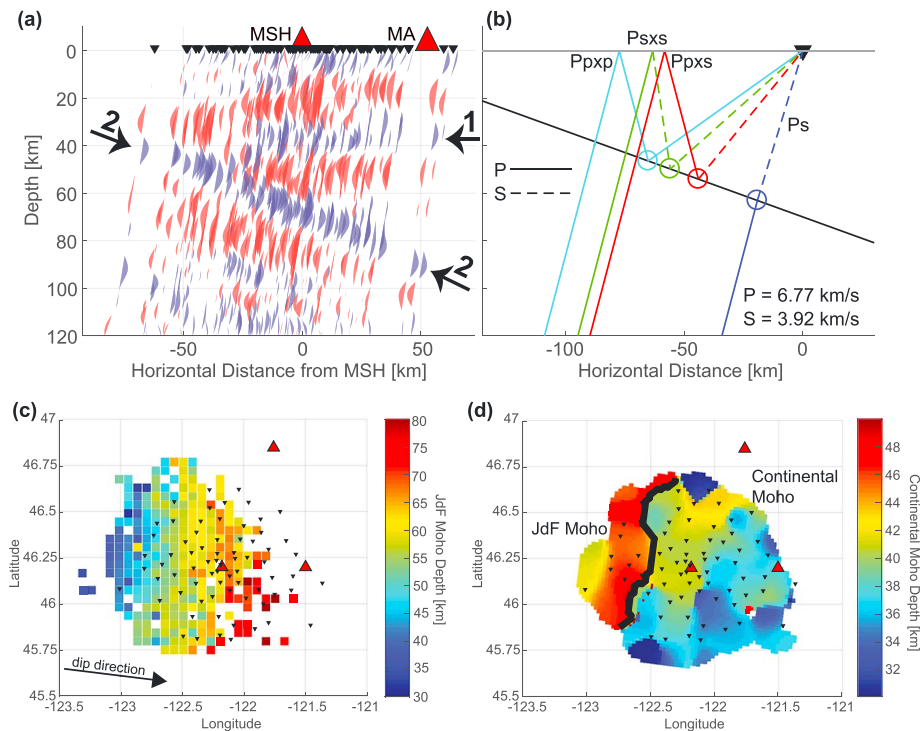 (a)
MSH
MA
0
20
40
60
80
100
120
Depth [km]
2
1
2
-50
0
50
Horizontal Distance from MSH [km]
(b)
Psxs
Ppxp
Ppxs
Ps
P
S
P = 6.77 km/s
S = 3.92 km/s
-100
-50
0
Horizontal Distance [km]
(c)
47
46.75
46.5
46.25
46
45.75
45.5
Latitude
dip direction
-123.5
-123
-122.5
-122
-121.5
-121
Longitude
80
75
70
65
60
55
50
45
40
35
30
JdF Moho Depth [km]
(d)
47
46.75
46.5
46.25
46
45.75
45.5
Latitude
JdF Moho
Continental
Moho
-123.5
-123
-122.5
-122
-121.5
-121
Longitude
48
46
44
42
40
38
36
34
32
Continental Moho Depth [km]